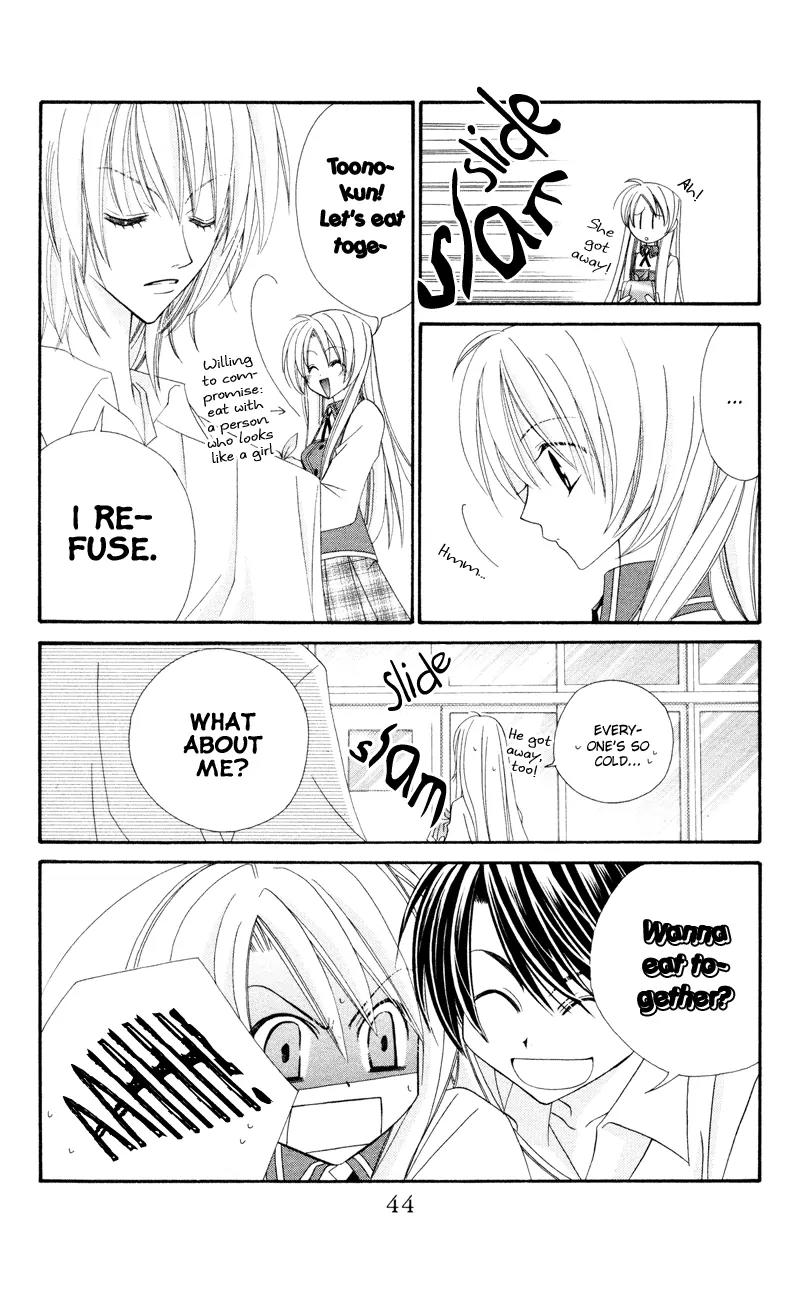 slide
slam
Ah!
She
got
away!
...
Hmm...
Toono-
kun!
Let's eat
toge-
Willing
to com-
promise:
eat with
a person
who looks
like a girl
I RE-
FUSE.
EVERY-
ONE'S SO
COLD...
He got
away,
too!
slide
slam
WHAT
ABOUT
ME?
Wanna
eat to-
gether?
AAHHH!
44